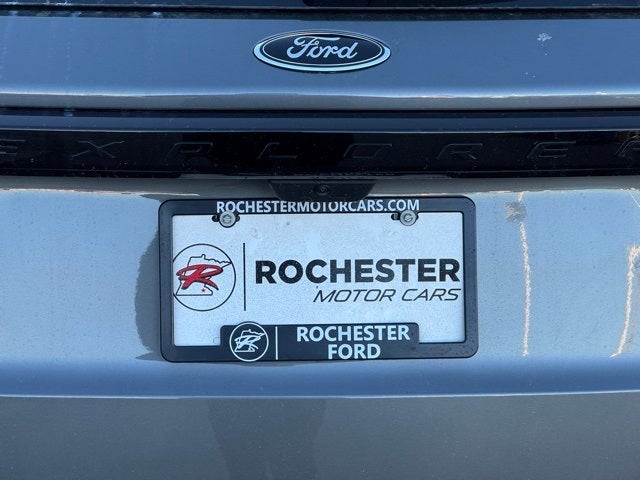 Ford
EXPLORER
ROCHESTERMOTORCARS.COM
R
ROCHESTER
MOTOR CARS
R
ROCHESTER
FORD